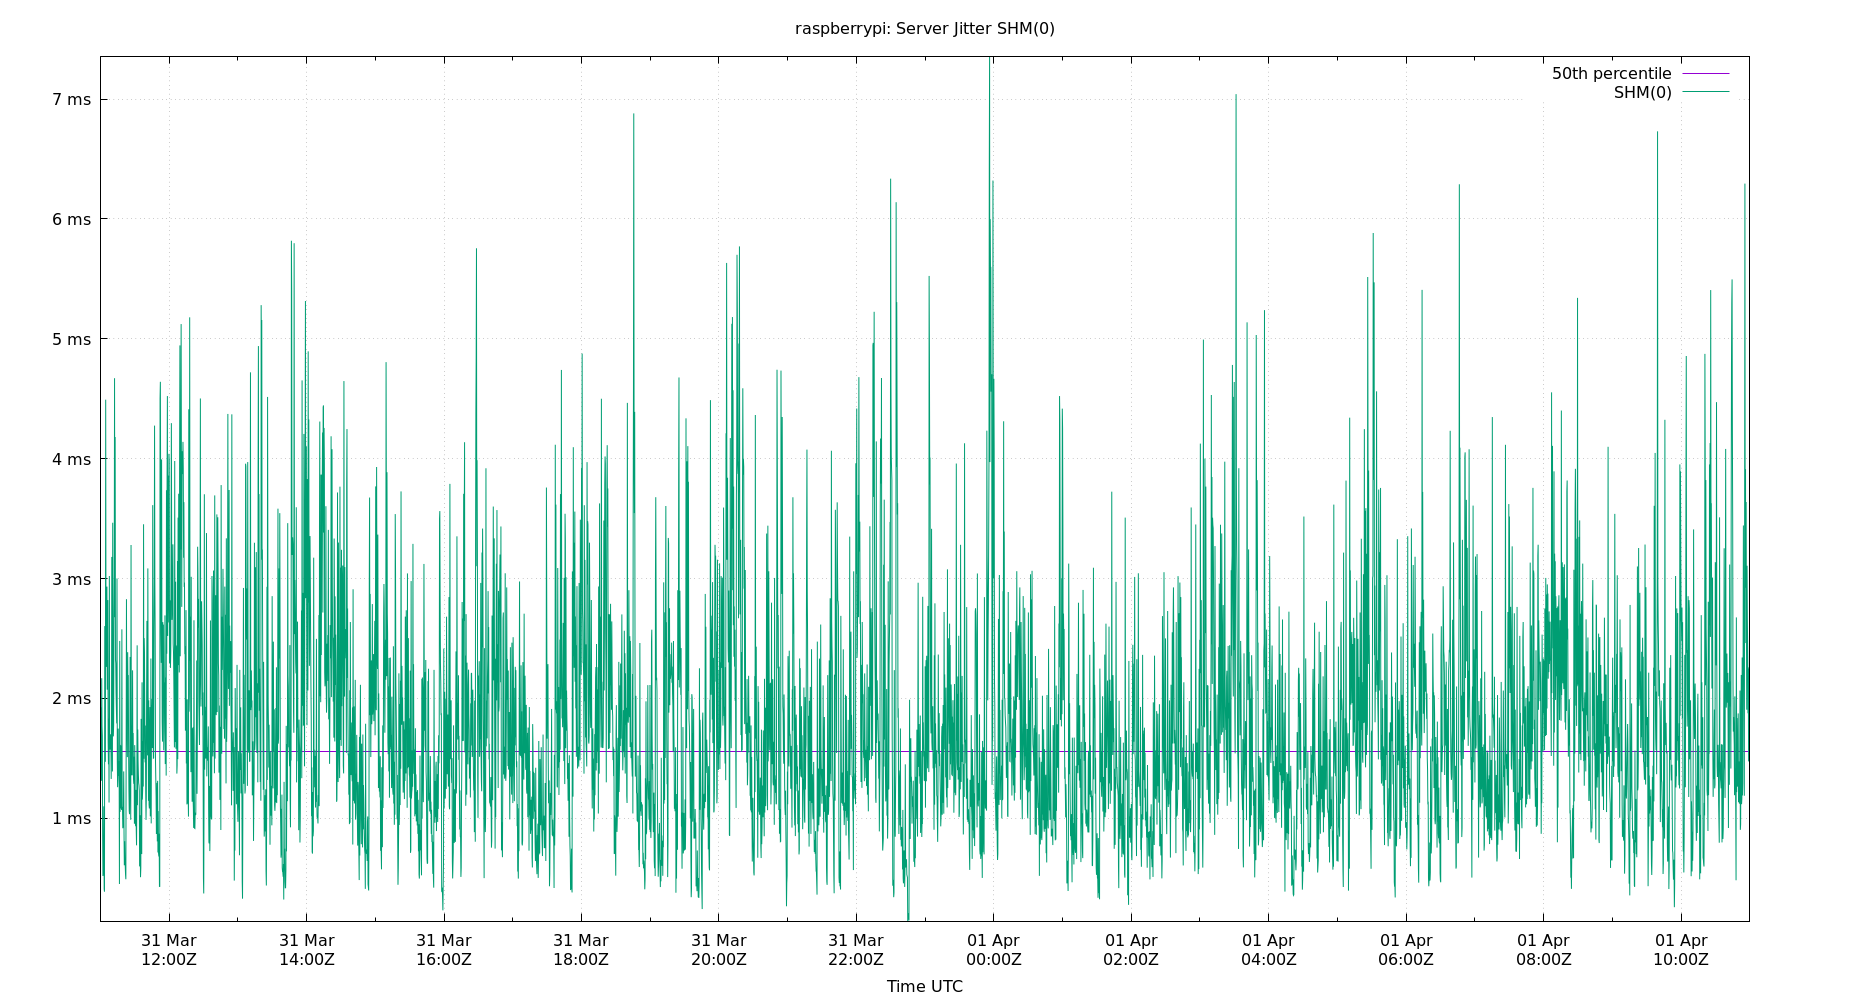 raspberrypi: Server Jitter SHM(0)
50th percentile
SHM(0)
7 ms
6 ms
5 ms
4 ms
3 ms
2 ms
1 ms
31 Mar 31 Mar 31 Mar 31 Mar 31 Mar 31 Mar 01 Apr 01 Apr 01 Apr 01 Apr 01 Apr 01 Apr
12:00Z 14:00Z 16:00Z 18:00Z 20:00Z 22:00Z 00:00Z 02:00Z 04:00Z 06:00Z 08:00Z 10:00Z
Time UTC